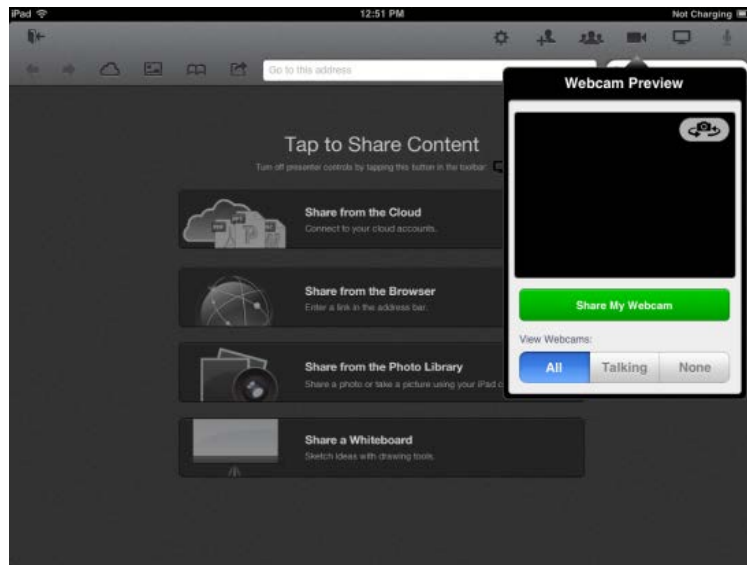 iPad 12:51 PM Not Charging
Go to this address
Webcam Preview
Tap to Share Content
Turn off presenter controls by tapping this button in the toolbar:
Share from the Cloud
Connect to your cloud accounts.
Share from the Browser
Enter a link in the address bar.
Share My Webcam
View Webcams:
All Talking None
Share from the Photo Library
Share a photo or take a picture using your iPad
Share a Whiteboard
Sketch ideas with drawing tools.